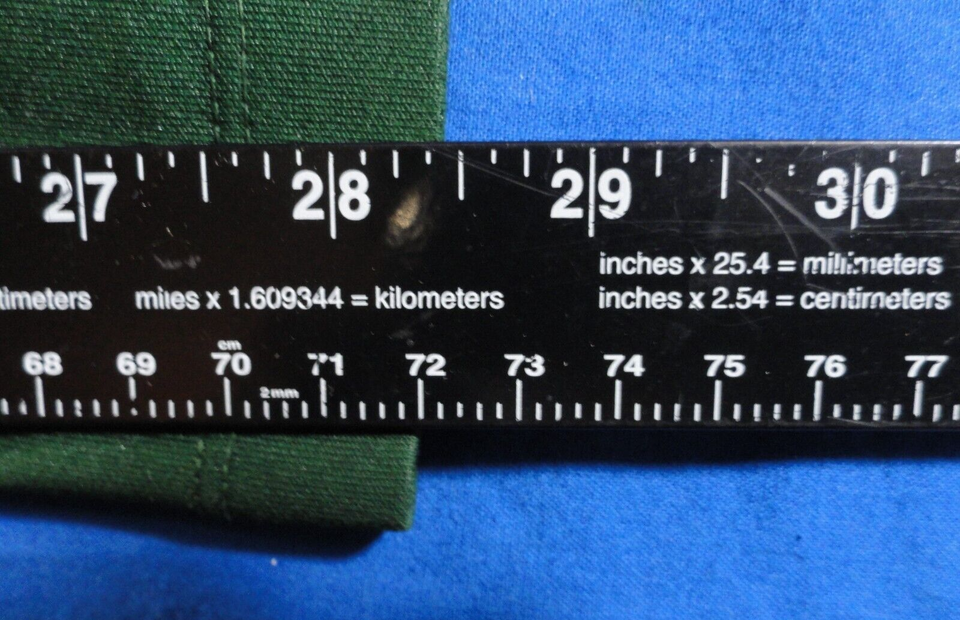 27 28 29 30
inches x 25.4 = millimeters
timeters miles x 1.609344 = kilometers inches x 2.54 = centimeters
cm
68 69 70 71 72 73 74 75 76 77
2mm